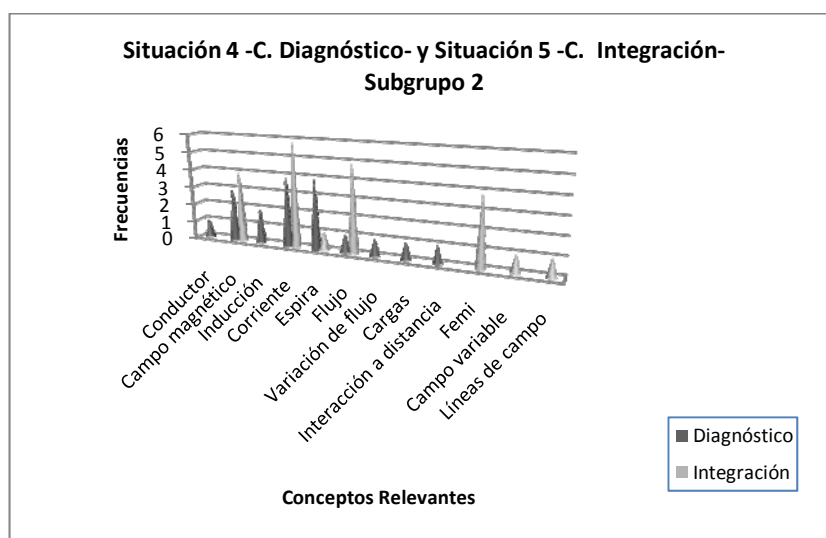 Situación 4 -C. Diagnóstico- y Situación 5 -C. Integración-
Subgrupo 2
Frecuencias
6
5
4
3
2
1
0
Conductor
Campo magnético
Inducción
Corriente
Espira
Flujo
Variación de flujo
Cargas
Interacción a distancia
Femi
Campo variable
Líneas de campo
Diagnóstico
Integración
Conceptos Relevantes